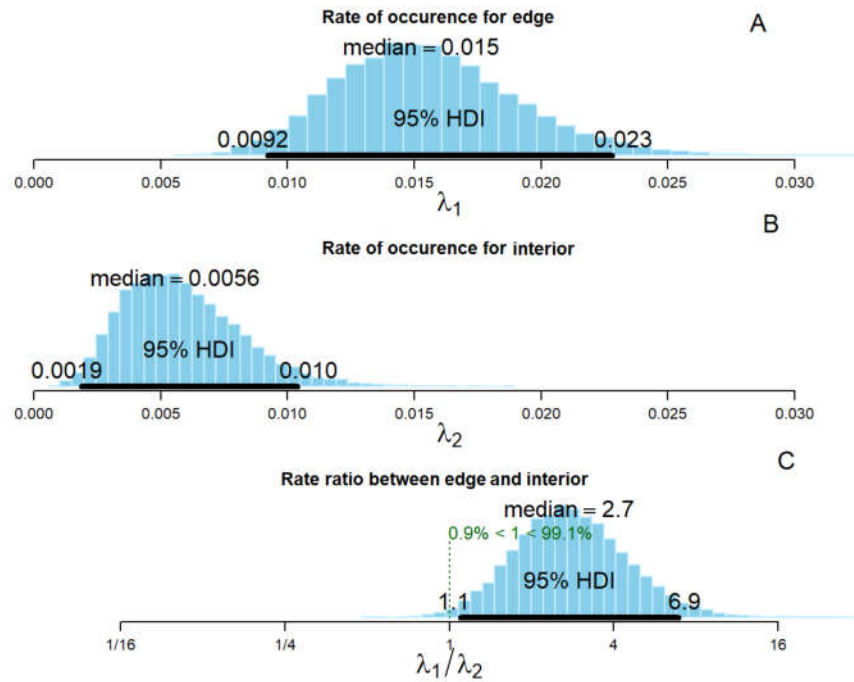 Rate of occurence for edge
A
median = 0.015
95% HDI
0.0092
0.023
0.000 0.005 0.010 0.015 0.020 0.025 0.030
λ1
B
Rate of occurence for interior
median = 0.0056
95% HDI
0.0019
0.010
0.000 0.005 0.010 0.015 0.020 0.025 0.030
λ2
C
Rate ratio between edge and interior
median = 2.7
0.9% < 1 < 99.1%
95% HDI
1.1
6.9
1/16 1/4 1 4 16
λ1/λ2